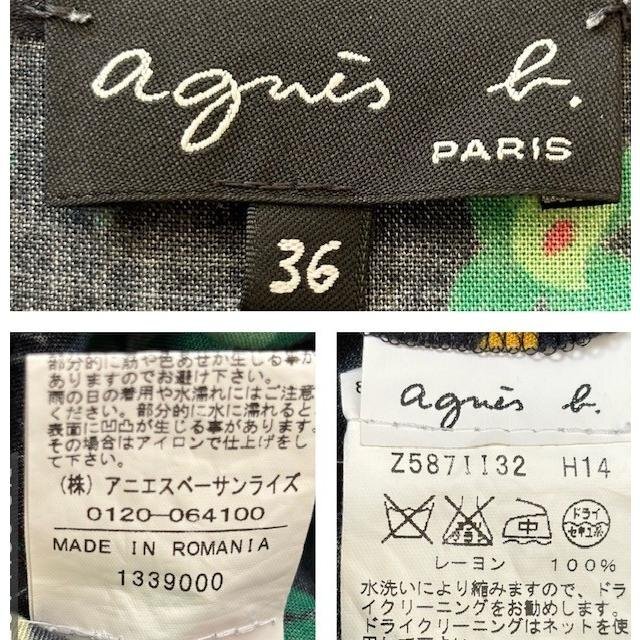 agnès b.
PARIS
36
部分的に筋や色あせが生じる事が
ありますのでお避け下さい。
雨の日の着用や水濡れにはご注意
ください。部分的に水に濡れると、
表面に凹凸が生じる事があります。
その場合はアイロンで仕上げをし
て下さい。
(株)アニエスベーサンライズ
0120-064100
MADE IN ROMANIA
1339000
agnès b.
Z587II32 H14
中
ドライ
セキユ系
レーヨン 100%
水洗いにより縮みますので、ドラ
イクリーニングをお勧めします。
ドライクリーニングはネットを使